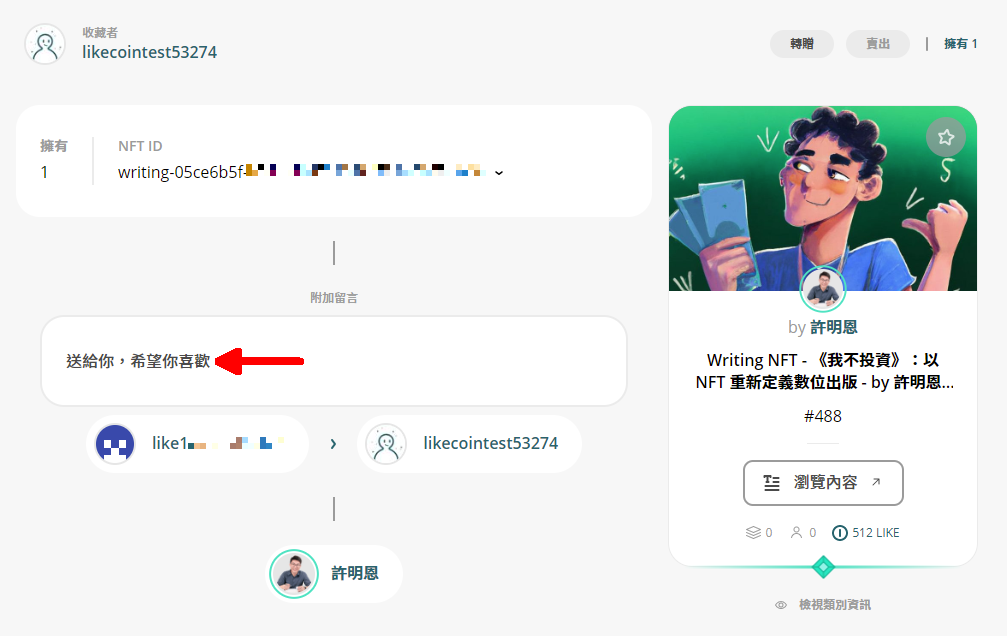 收藏者
likecointest53274
轉贈
賣出
擁有 1
擁有
1
NFT ID
writing-05ce6b5f-
附加留言
送給你，希望你喜歡
like1
likecointest53274
許明恩
by 許明恩
Writing NFT - 《我不投資》：以
NFT 重新定義數位出版 - by 許明恩...
#488
瀏覽內容
0
0
512 LIKE
檢視類別資訊